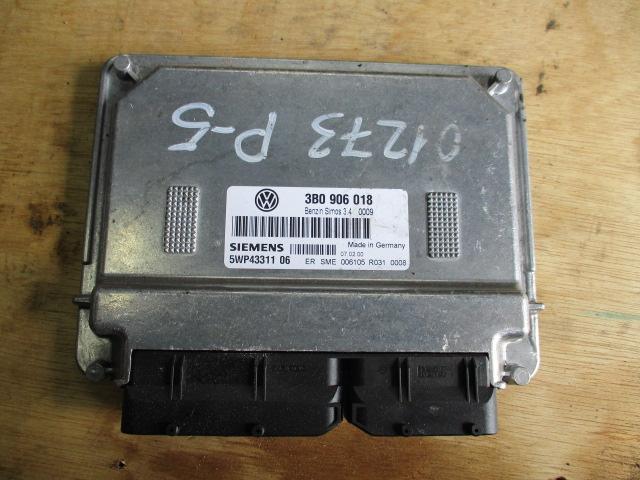 01273 P-5
3B0 906 018
Benzin Simos 3.4 0009
Made in Germany
SIEMENS
07.02.00
5WP43311 06 ER SME 006105 R031 0008